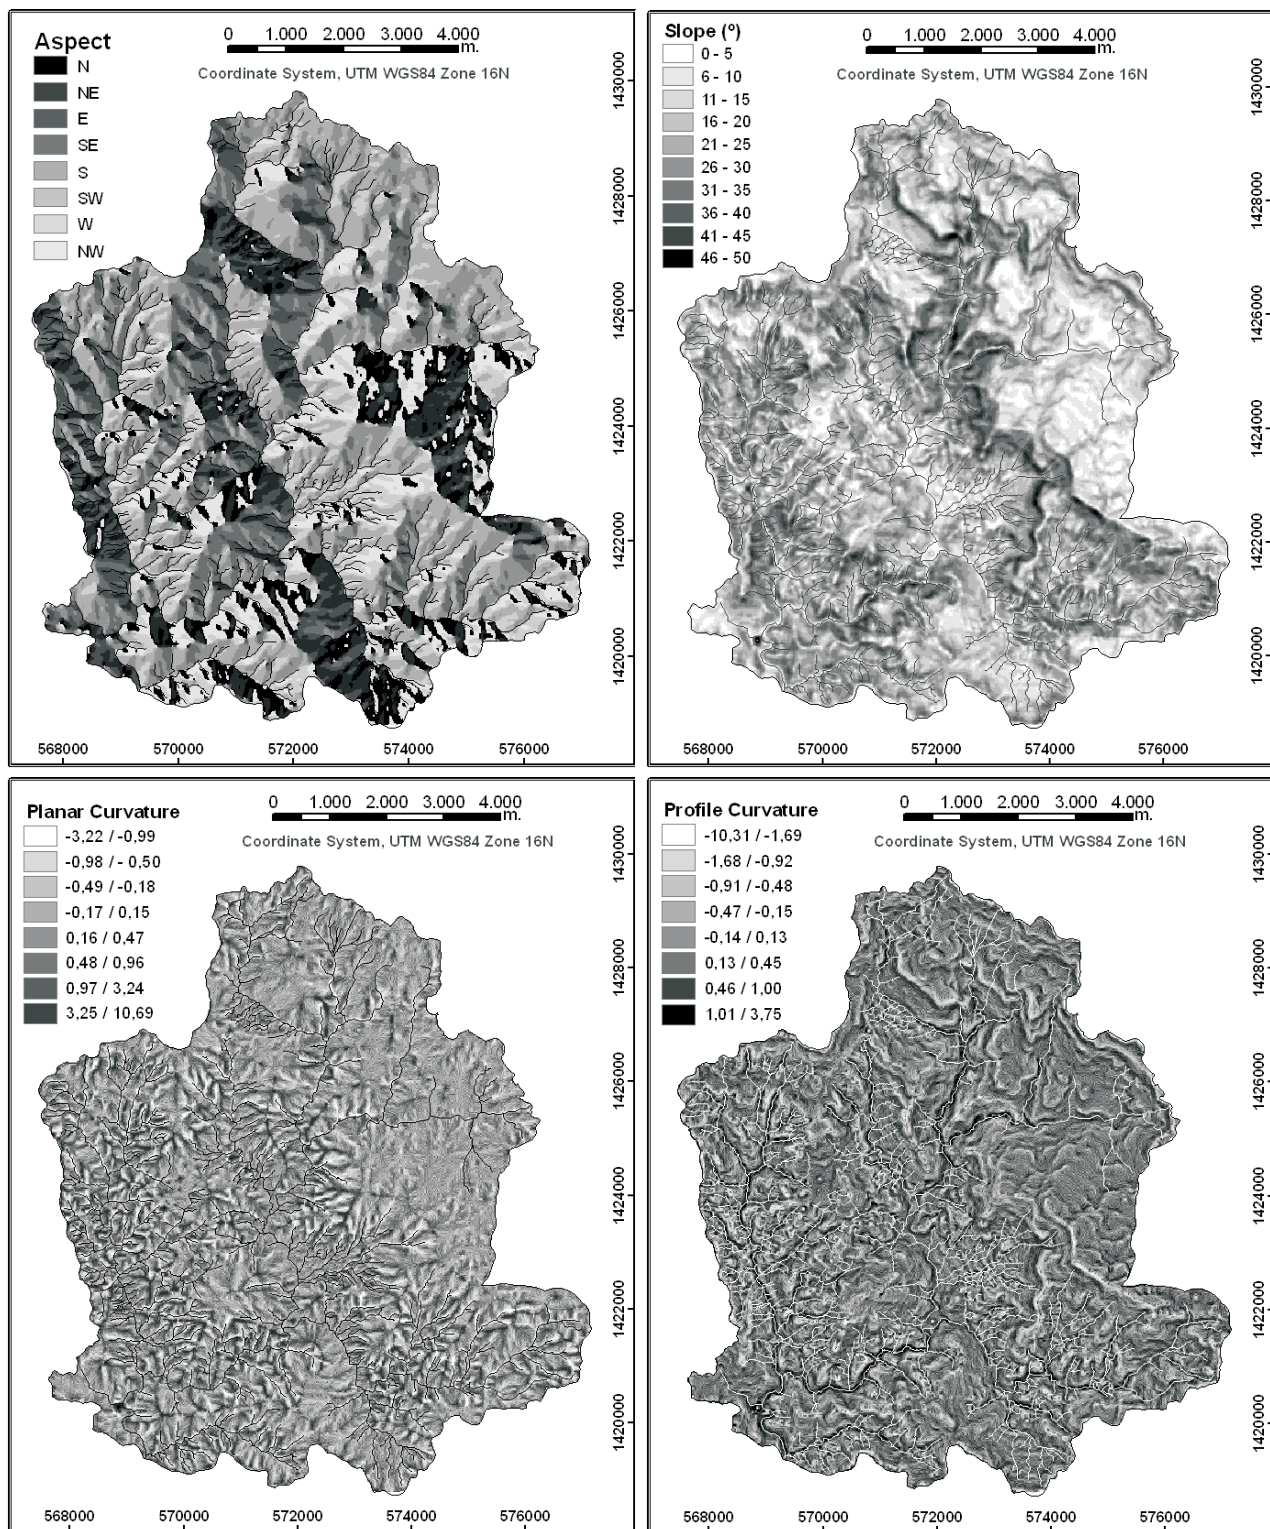 Aspect
0 1.000 2.000 3.000 4.000
m.
Coordinate System, UTM WGS84 Zone 16N
N
NE
E
SE
S
SW
W
NW
1430000
1428000
1426000
1424000
1422000
1420000
568000 570000 572000 574000 576000
Slope (º)
0 1.000 2.000 3.000 4.000
m.
Coordinate System, UTM WGS84 Zone 16N
0 - 5
6 - 10
11 - 15
16 - 20
21 - 25
26 - 30
31 - 35
36 - 40
41 - 45
46 - 50
1430000
1428000
1426000
1424000
1422000
1420000
568000 570000 572000 574000 576000
Planar Curvature
0 1.000 2.000 3.000 4.000
m.
Coordinate System, UTM WGS84 Zone 16N
-3,22 / -0,99
-0,98 / - 0,50
-0,49 / -0,18
-0,17 / 0,15
0,16 / 0,47
0,48 / 0,96
0,97 / 3,24
3,25 / 10,69
1430000
1428000
1426000
1424000
1422000
1420000
568000 570000 572000 574000 576000
Profile Curvature
0 1.000 2.000 3.000 4.000
m.
Coordinate System, UTM WGS84 Zone 16N
-10,31 / -1,69
-1,68 / -0,92
-0,91 / -0,48
-0,47 / -0,15
-0,14 / 0,13
0,13 / 0,45
0,46 / 1,00
1,01 / 3,75
1430000
1428000
1426000
1424000
1422000
1420000
568000 570000 572000 574000 576000